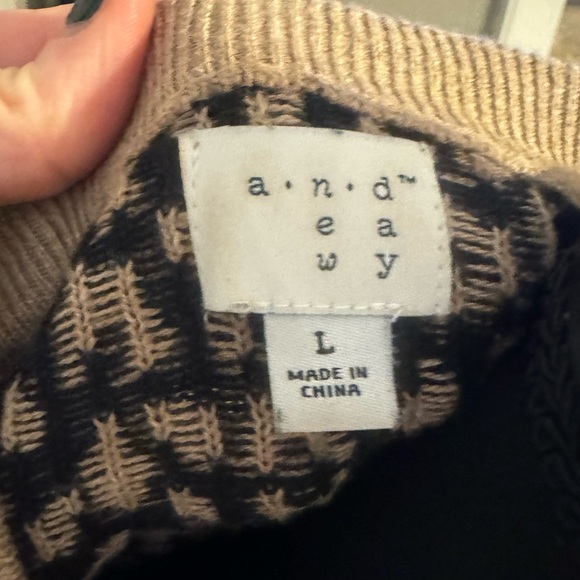 a · n · d™
e a
w y
L
MADE IN
CHINA